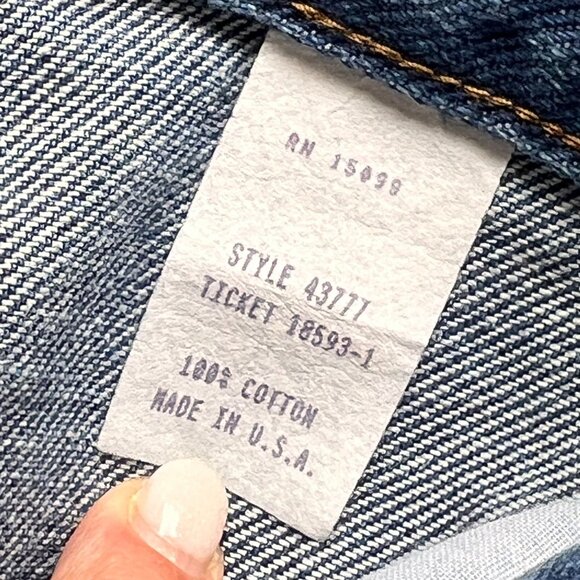 RN 15099
STYLE 43777
TICKET 18593-1
100% COTTON
MADE IN U.S.A.